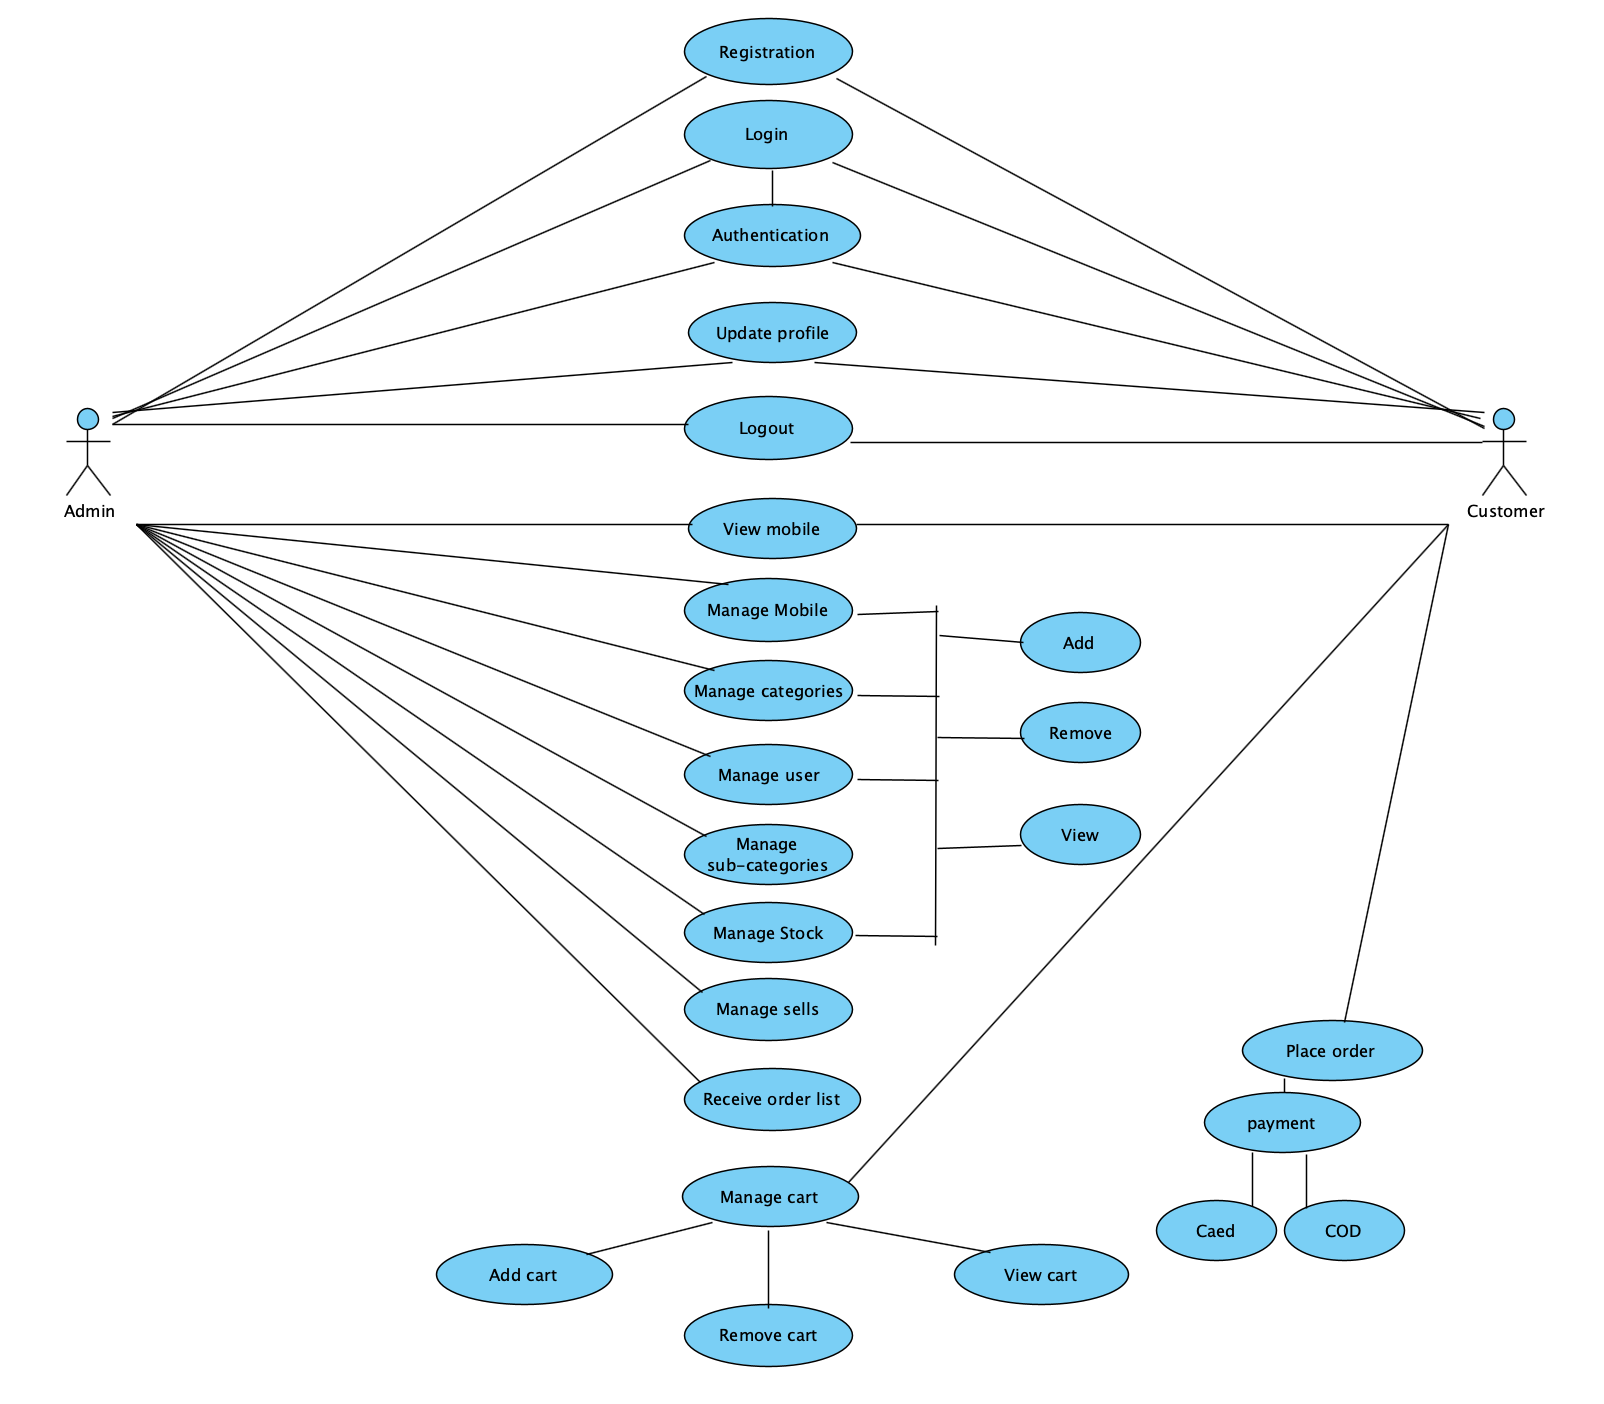 Registration
Login
Authentication
Update profile
Logout
Admin
Customer
View mobile
Manage Mobile
Add
Manage categories
Remove
Manage user
View
Manage
sub-categories
Manage Stock
Manage sells
Place order
Receive order list
payment
Manage cart
Caed
COD
Add cart
View cart
Remove cart